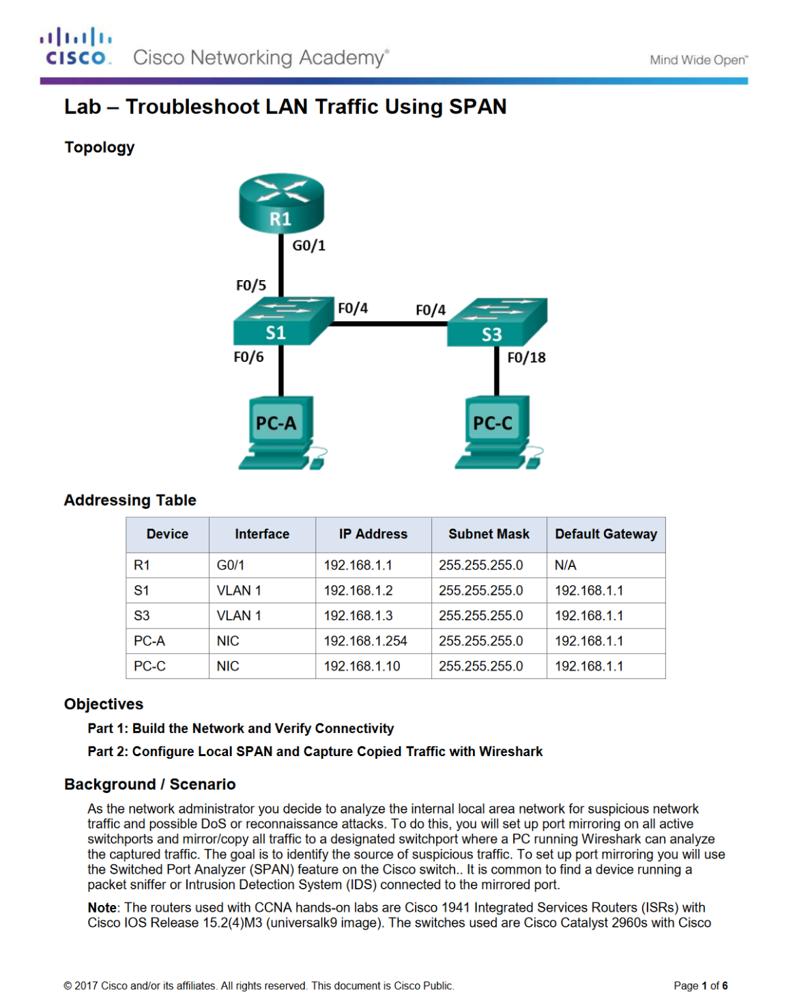 CISCO Cisco Networking Academy® Mind Wide Open™
Lab – Troubleshoot LAN Traffic Using SPAN
Topology
R1
G0/1
F0/5
F0/4 F0/4
S1 S3
F0/6 F0/18
PC-A PC-C
Addressing Table
Device Interface IP Address Subnet Mask Default Gateway
R1 G0/1 192.168.1.1 255.255.255.0 N/A
S1 VLAN 1 192.168.1.2 255.255.255.0 192.168.1.1
S3 VLAN 1 192.168.1.3 255.255.255.0 192.168.1.1
PC-A NIC 192.168.1.254 255.255.255.0 192.168.1.1
PC-C NIC 192.168.1.10 255.255.255.0 192.168.1.1
Objectives
Part 1: Build the Network and Verify Connectivity
Part 2: Configure Local SPAN and Capture Copied Traffic with Wireshark
Background / Scenario
As the network administrator you decide to analyze the internal local area network for suspicious network
traffic and possible DoS or reconnaissance attacks. To do this, you will set up port mirroring on all active
switchports and mirror/copy all traffic to a designated switchport where a PC running Wireshark can analyze
the captured traffic. The goal is to identify the source of suspicious traffic. To set up port mirroring you will use
the Switched Port Analyzer (SPAN) feature on the Cisco switch.. It is common to find a device running a
packet sniffer or Intrusion Detection System (IDS) connected to the mirrored port.
Note: The routers used with CCNA hands-on labs are Cisco 1941 Integrated Services Routers (ISRs) with
Cisco IOS Release 15.2(4)M3 (universalk9 image). The switches used are Cisco Catalyst 2960s with Cisco
© 2017 Cisco and/or its affiliates. All rights reserved. This document is Cisco Public. Page 1 of 6